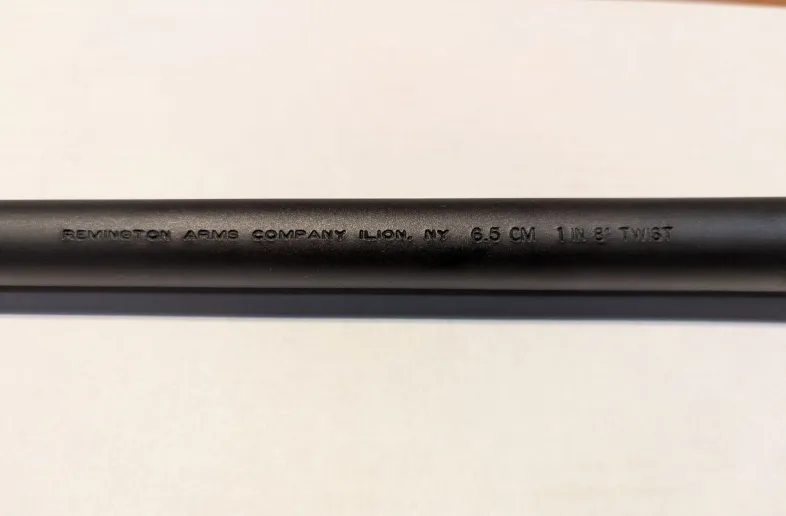 REMINGTON ARMS COMPANY ILION, NY 6.5 CM 1 IN 8" TWIST